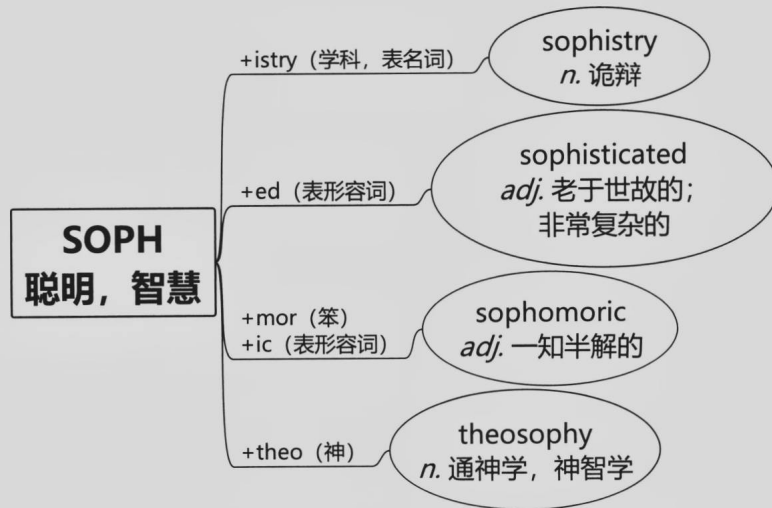 SOPH
聪明，智慧
+istry（学科，表名词）
sophistry
n. 诡辩
+ed（表形容词）
sophisticated
adj. 老于世故的；
非常复杂的
+mor（笨）
+ic（表形容词）
sophomoric
adj. 一知半解的
+theo（神）
theosophy
n. 通神学，神智学